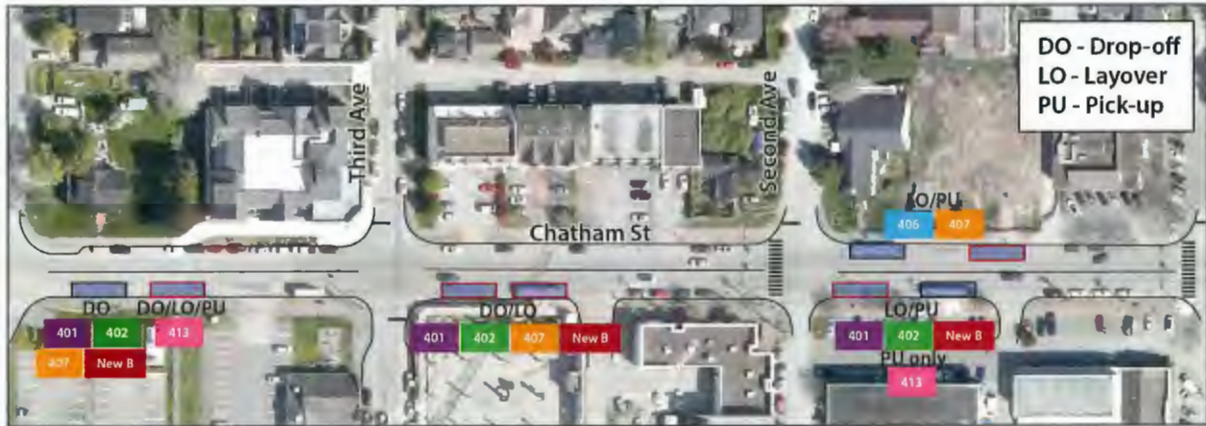 DO - Drop-off
LO - Layover
PU - Pick-up
Third Ave
Second Ave
Chatham St
LO/PU
406 407
DO DO/LO/PU
401 402 413
407 New B
DO/LO
401 402 407 New B
LO/PU
401 402 New B
PU only
413